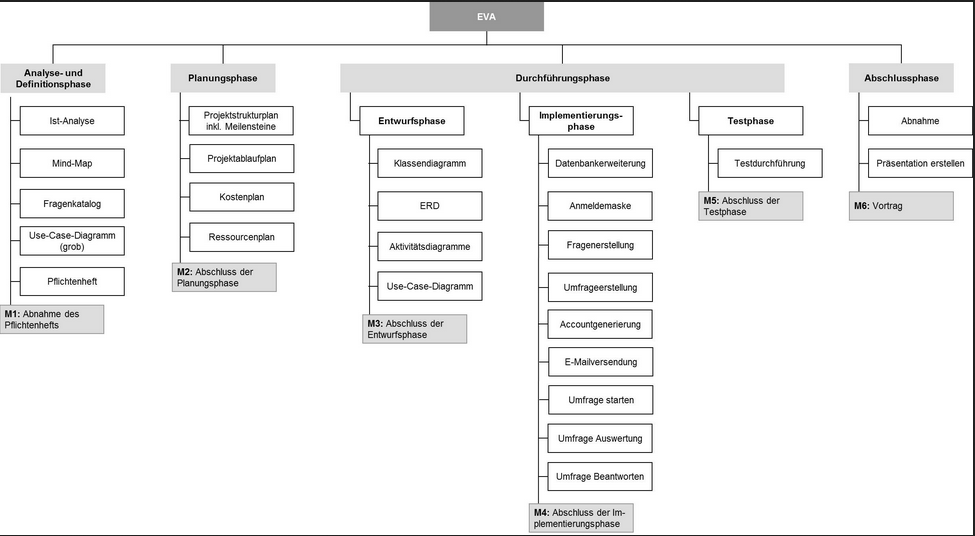 EVA
Analyse- und
Definitionsphase
Ist-Analyse
Mind-Map
Fragenkatalog
Use-Case-Diagramm
(grob)
Pflichtenheft
M1: Abnahme des
Pflichtenhefts
Planungsphase
Projektstrukturplan
inkl. Meilensteine
Projektablaufplan
Kostenplan
Ressourcenplan
M2: Abschluss der
Planungsphase
Durchführungsphase
Entwurfsphase
Klassendiagramm
ERD
Aktivitätsdiagramme
Use-Case-Diagramm
M3: Abschluss der
Entwurfsphase
Implementierungs-
phase
Datenbankerweiterung
Anmeldemaske
Fragenerstellung
Umfrageerstellung
Accountgenerierung
E-Mailversendung
Umfrage starten
Umfrage Auswertung
Umfrage Beantworten
M4: Abschluss der Im-
plementierungsphase
Testphase
Testdurchführung
M5: Abschluss der
Testphase
Abschlussphase
Abnahme
Präsentation erstellen
M6: Vortrag